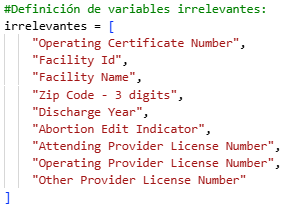 #Definición de variables irrelevantes:
irrelevantes = [
    "Operating Certificate Number",
    "Facility Id",
    "Facility Name",
    "Zip Code - 3 digits",
    "Discharge Year",
    "Abortion Edit Indicator",
    "Attending Provider License Number",
    "Operating Provider License Number",
    "Other Provider License Number"
]